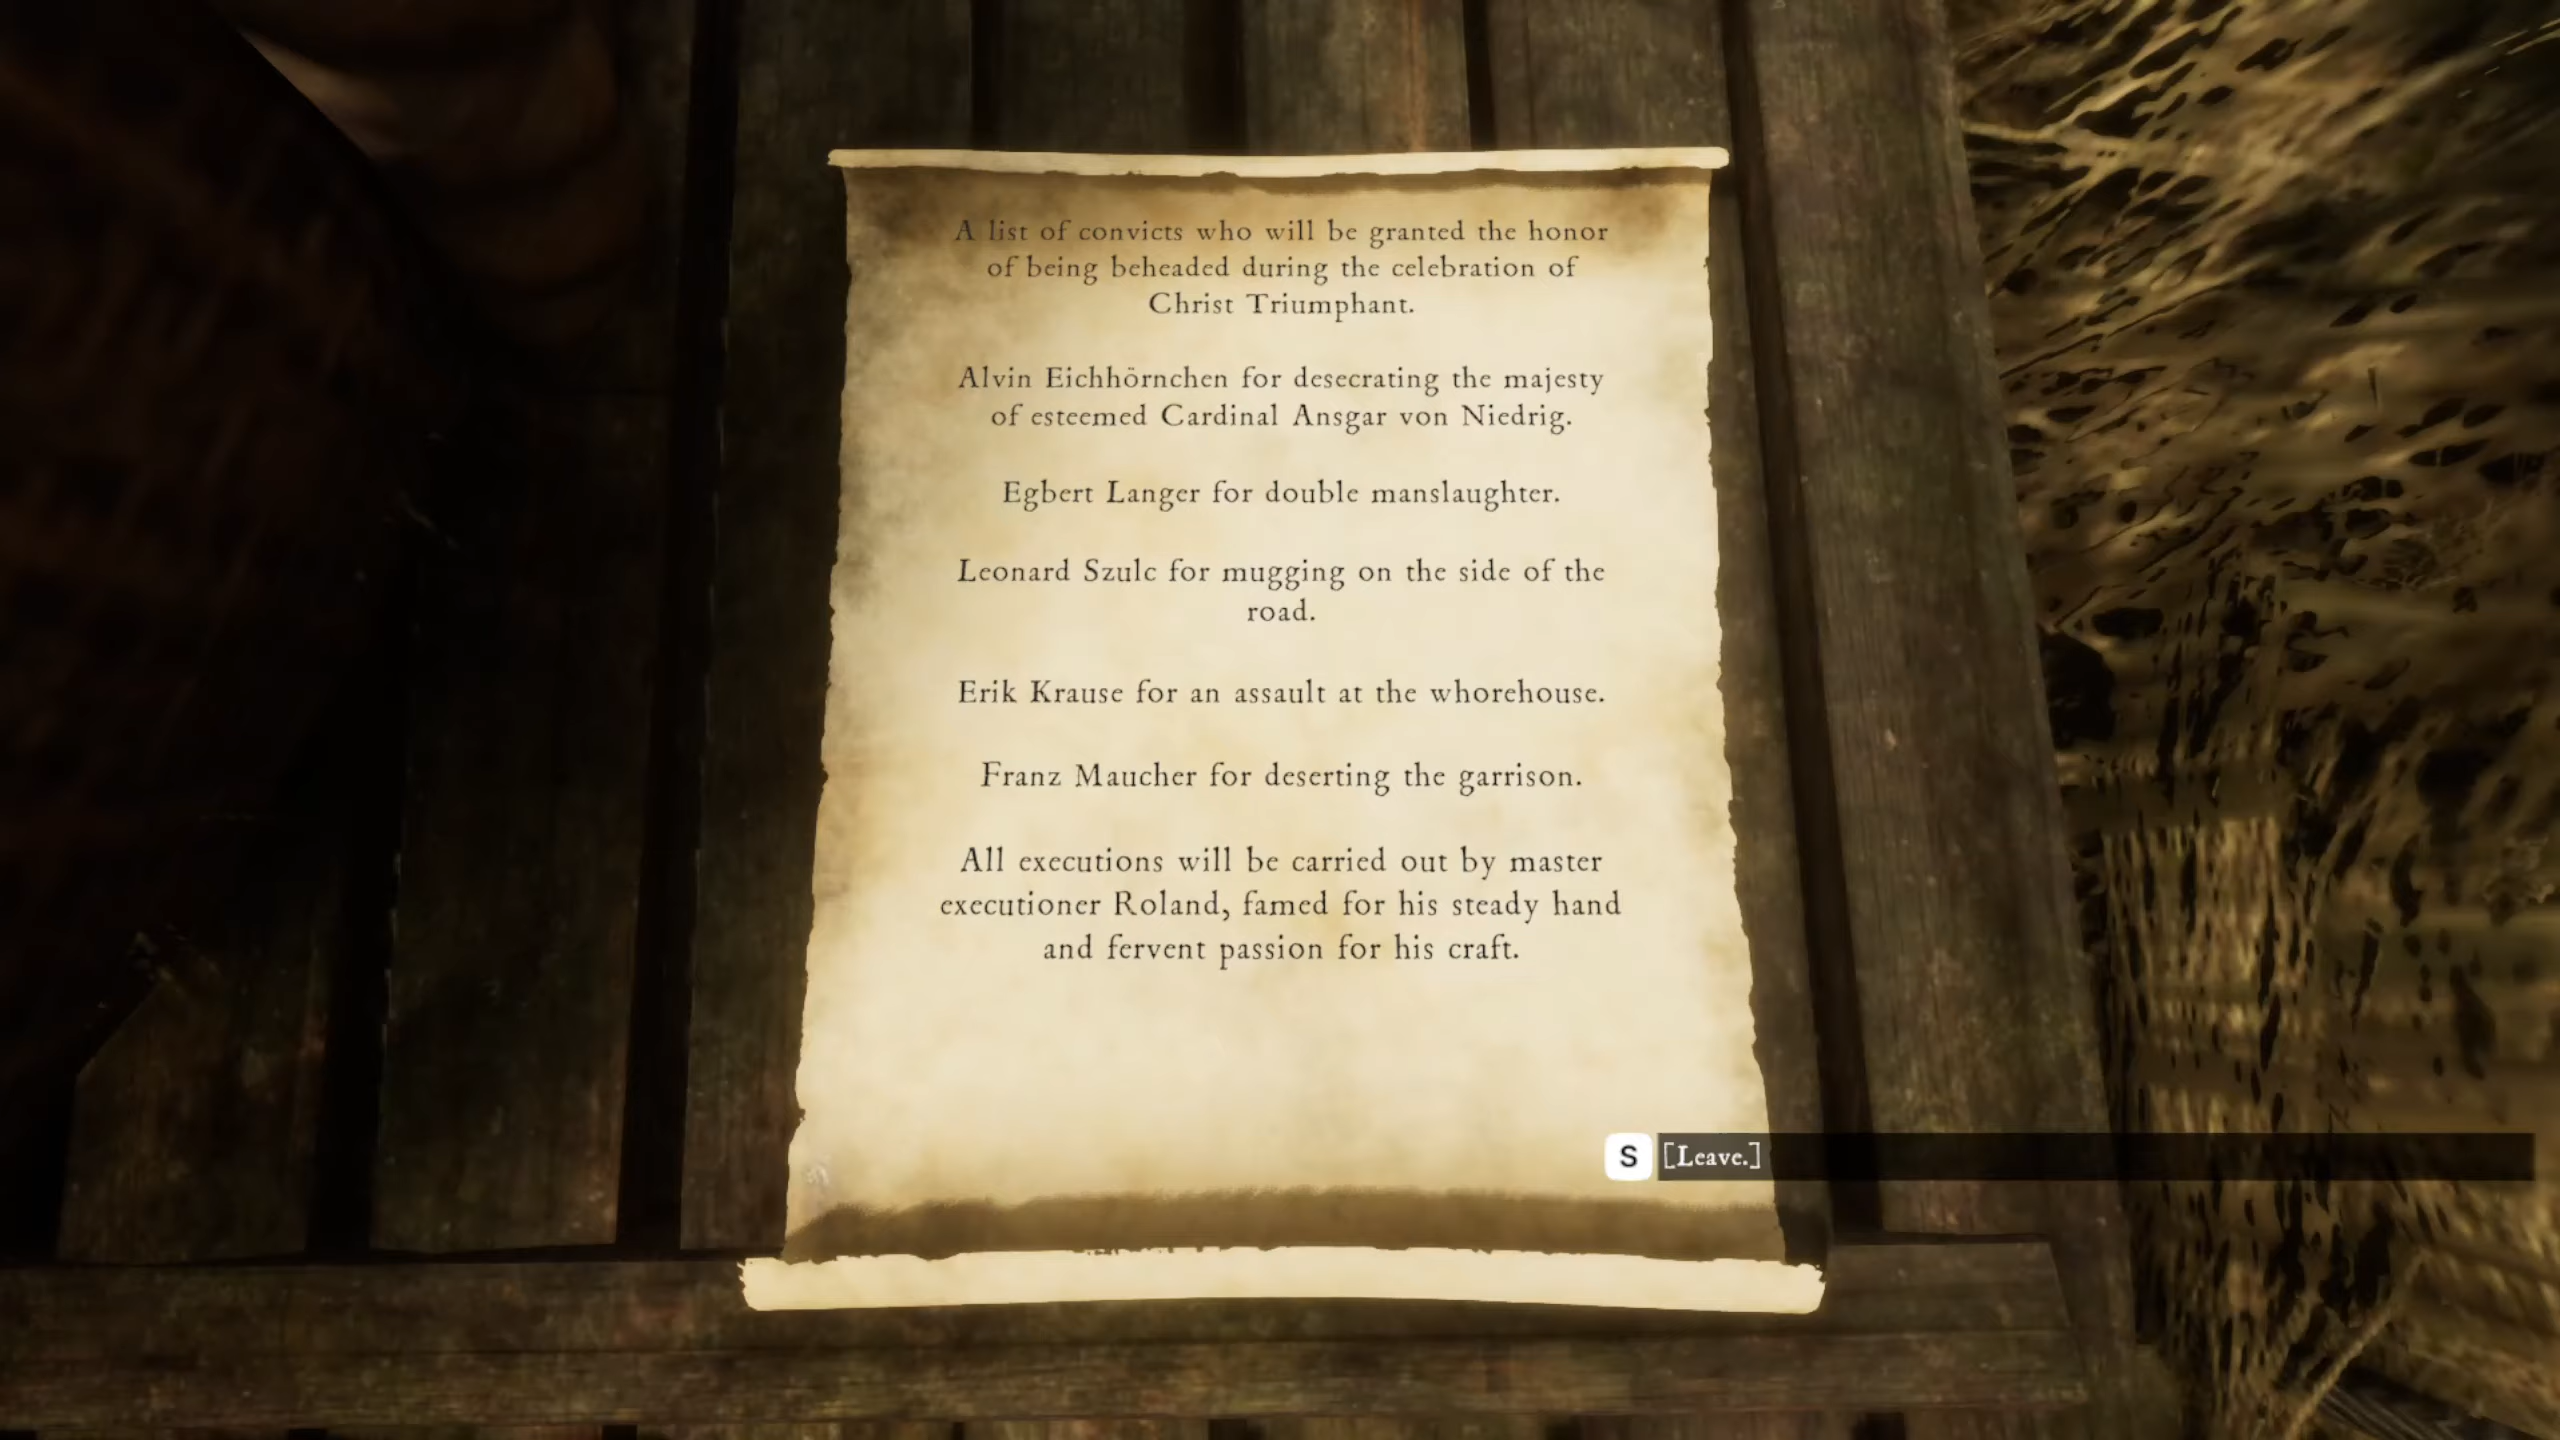 A list of convicts who will be granted the honor
of being beheaded during the celebration of
Christ Triumphant.
Alvin Eichhörnchen for desecrating the majesty
of esteemed Cardinal Ansgar von Niedrig.
Egbert Langer for double manslaughter.
Leonard Szulc for mugging on the side of the
road.
Erik Krause for an assault at the whorehouse.
Franz Maucher for deserting the garrison.
All executions will be carried out by master
executioner Roland, famed for his steady hand
and fervent passion for his craft.
S [Leave.]